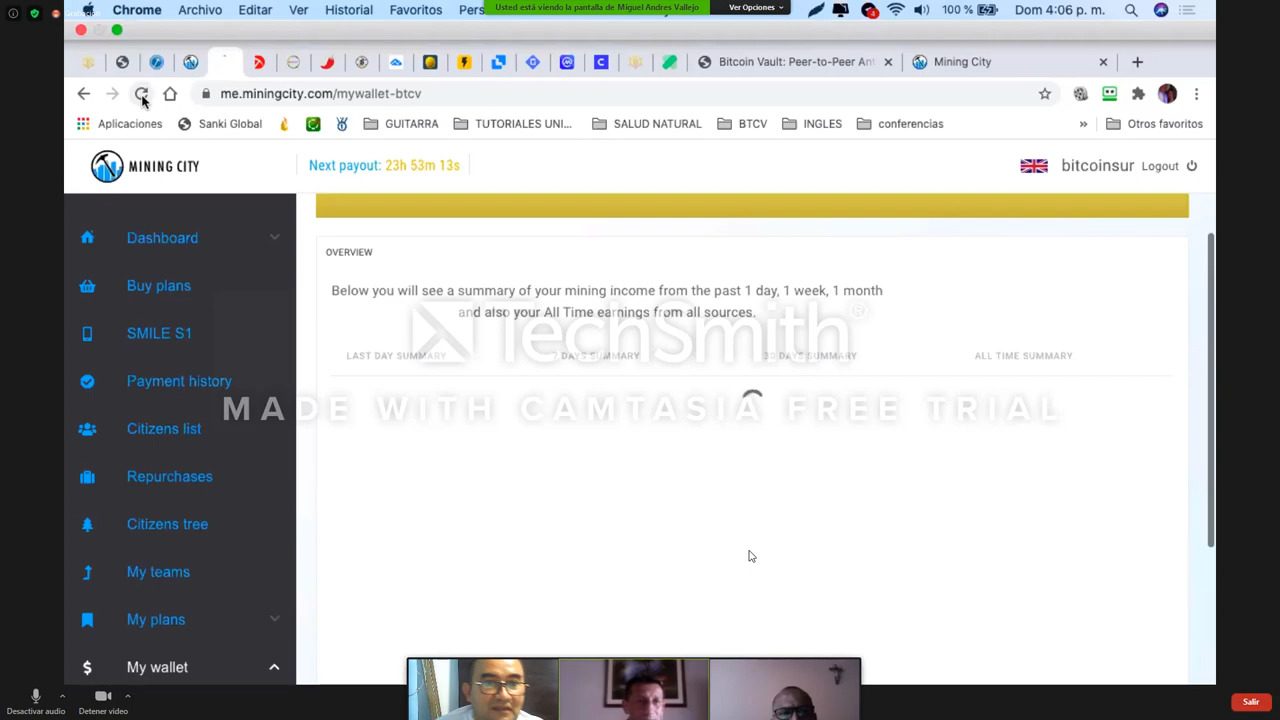 Chrome Archivo Editar Ver Historial Favoritos
Usted está viendo la pantalla de Miguel Andres Vallejo
Ver Opciones
100 % Dom 4:06 p. m.
Bitcoin Vault: Peer-to-Peer Ant
Mining City
me.miningcity.com/mywallet-btcv
Aplicaciones Sanki Global GUITARRA TUTORIALES UNI... SALUD NATURAL BTCV INGLES conferencias » Otros favoritos
MINING CITY
Next payout: 23h 53m 13s
bitcoinsur Logout
Dashboard
Buy plans
SMILE S1
Payment history
Citizens list
Repurchases
Citizens tree
My teams
My plans
My wallet
OVERVIEW
Below you will see a summary of your mining income from the past 1 day, 1 week, 1 month
and also your All Time earnings from all sources.
LAST DAY SUMMARY 7 DAYS SUMMARY 30 DAYS SUMMARY ALL TIME SUMMARY
TechSmith®
MADE WITH CAMTASIA FREE TRIAL
Desactivar audio
Detener video
Salir